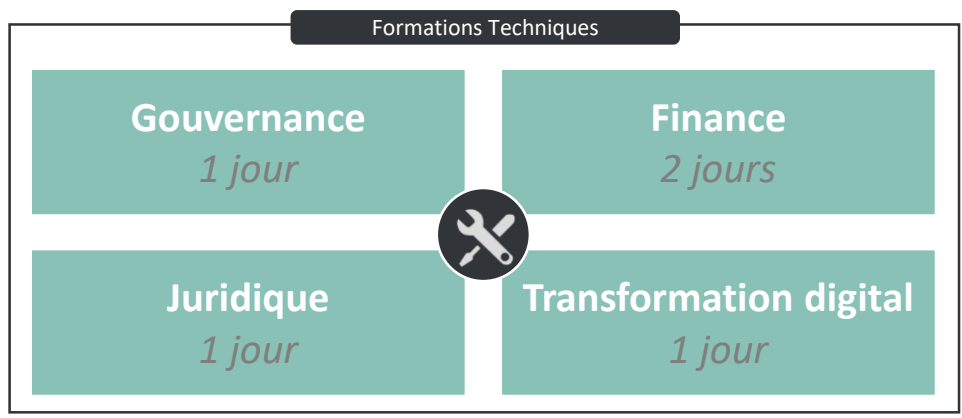 Formations Techniques
Gouvernance
1 jour
Finance
2 jours
Juridique
1 jour
Transformation digital
1 jour